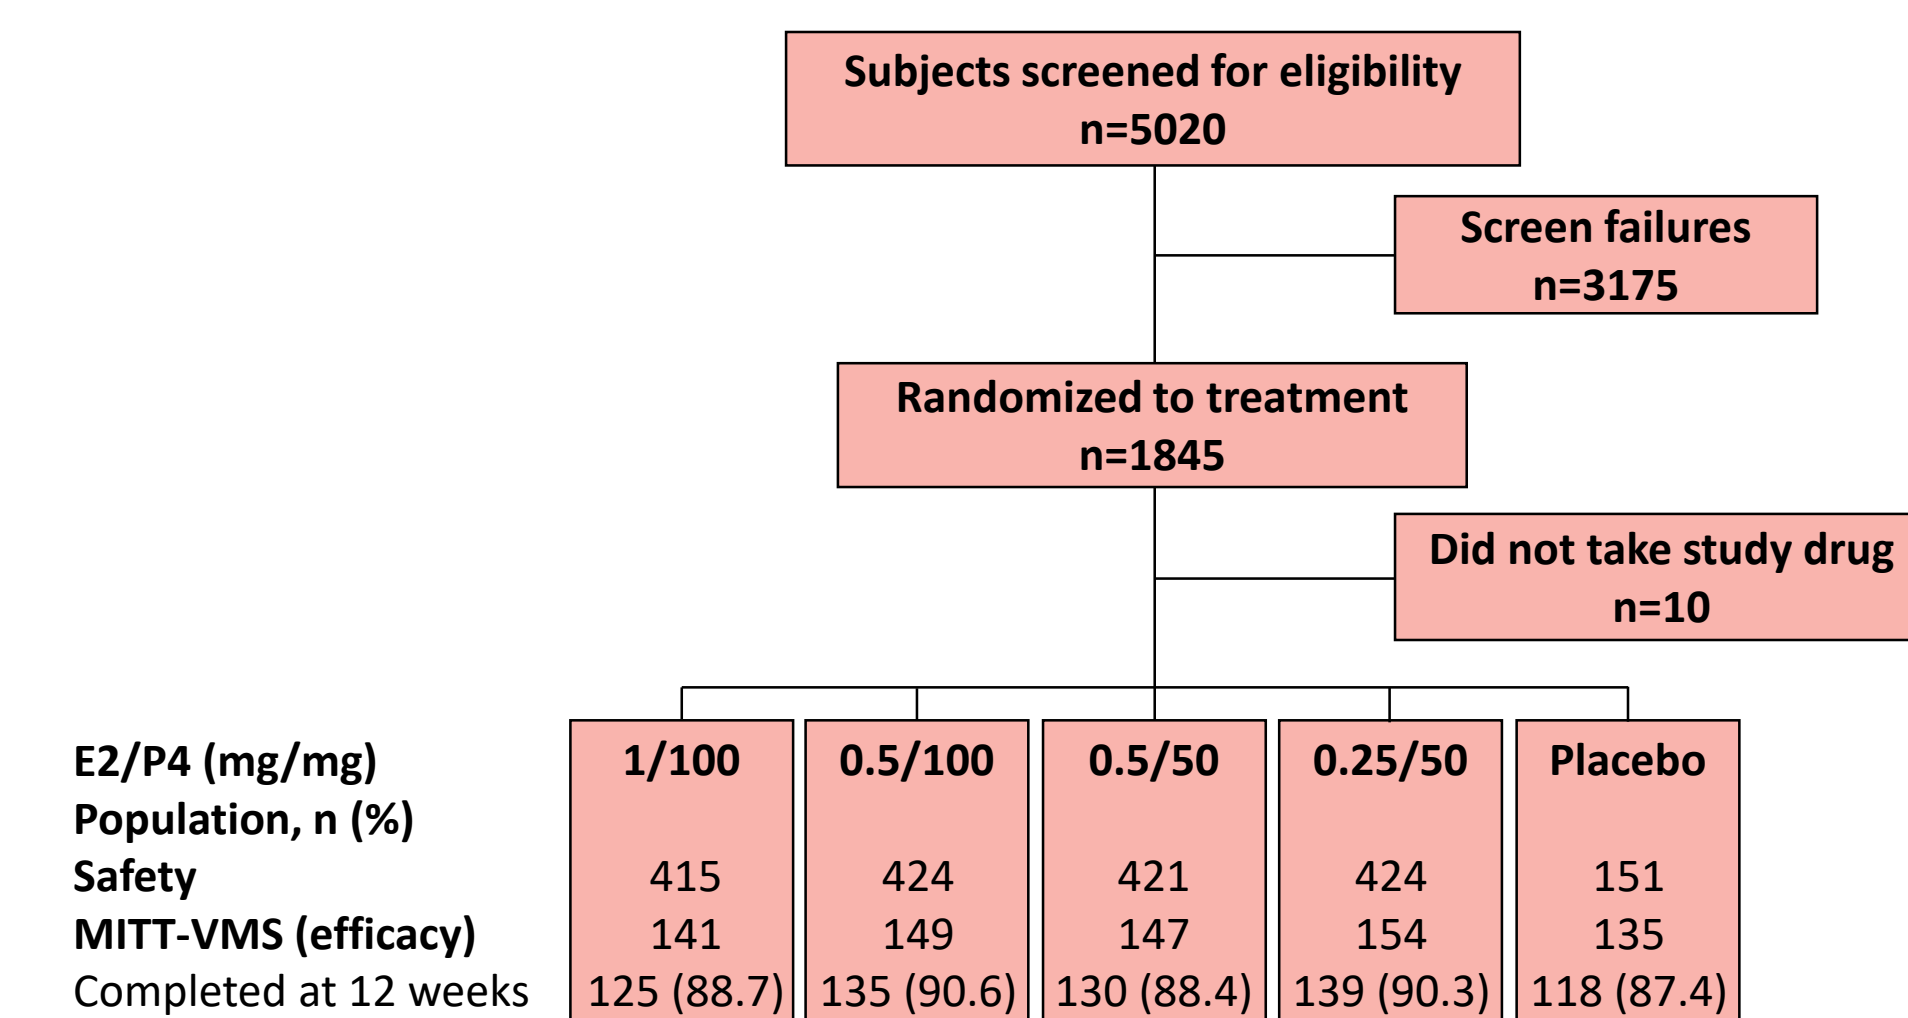 Subjects screened for eligibility
n=5020
Screen failures
n=3175
Randomized to treatment
n=1845
Did not take study drug
n=10
E2/P4 (mg/mg) 1/100 0.5/100 0.5/50 0.25/50 Placebo
Population, n (%)
Safety 415 424 421 424 151
MITT-VMS (efficacy) 141 149 147 154 135
Completed at 12 weeks 125 (88.7) 135 (90.6) 130 (88.4) 139 (90.3) 118 (87.4)